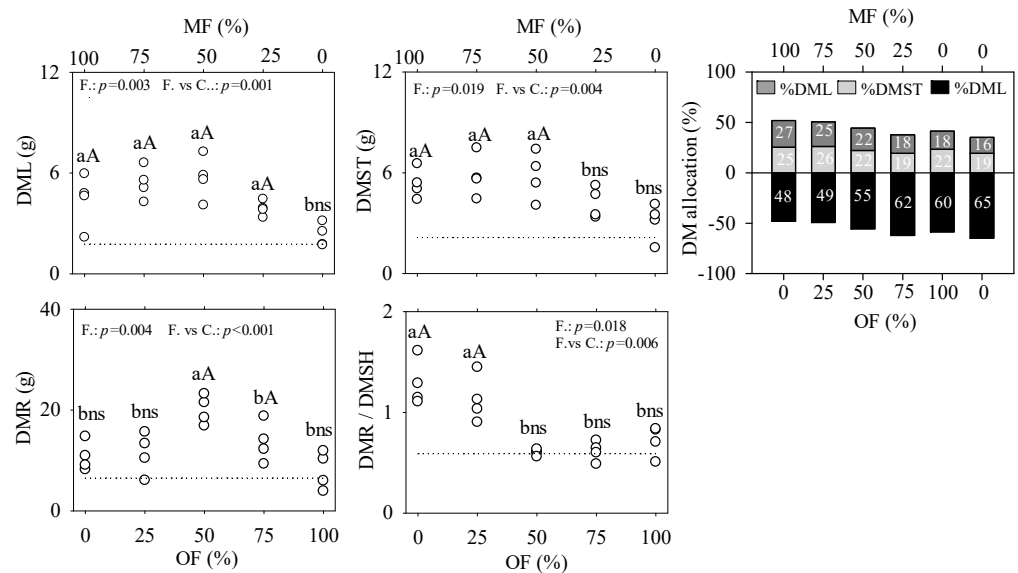 MF (%)
100 75 50 25 0
12
6
0
DML (g)
F.: p=0.003 F. vs C..: p=0.001
aA aA aA aA bns
MF (%)
100 75 50 25 0
12
6
0
DMST (g)
F.: p=0.019 F. vs C.: p=0.004
aA aA aA bns bns
MF (%)
100 75 50 25 0 0
100
50
0
-50
-100
DM allocation (%)
%DML %DMST %DML
27 25 22 18 18 16
25 26 22 19 22 19
48 49 55 62 60 65
0 25 50 75 100 0
OF (%)
40
20
0
DMR (g)
F.: p=0.004 F. vs C.: p<0.001
bns bns aA bA bns
0 25 50 75 100
OF (%)
2
1
0
DMR / DMSH
F.: p=0.018
F.vs C.: p=0.006
aA aA bns bns bns
0 25 50 75 100
OF (%)